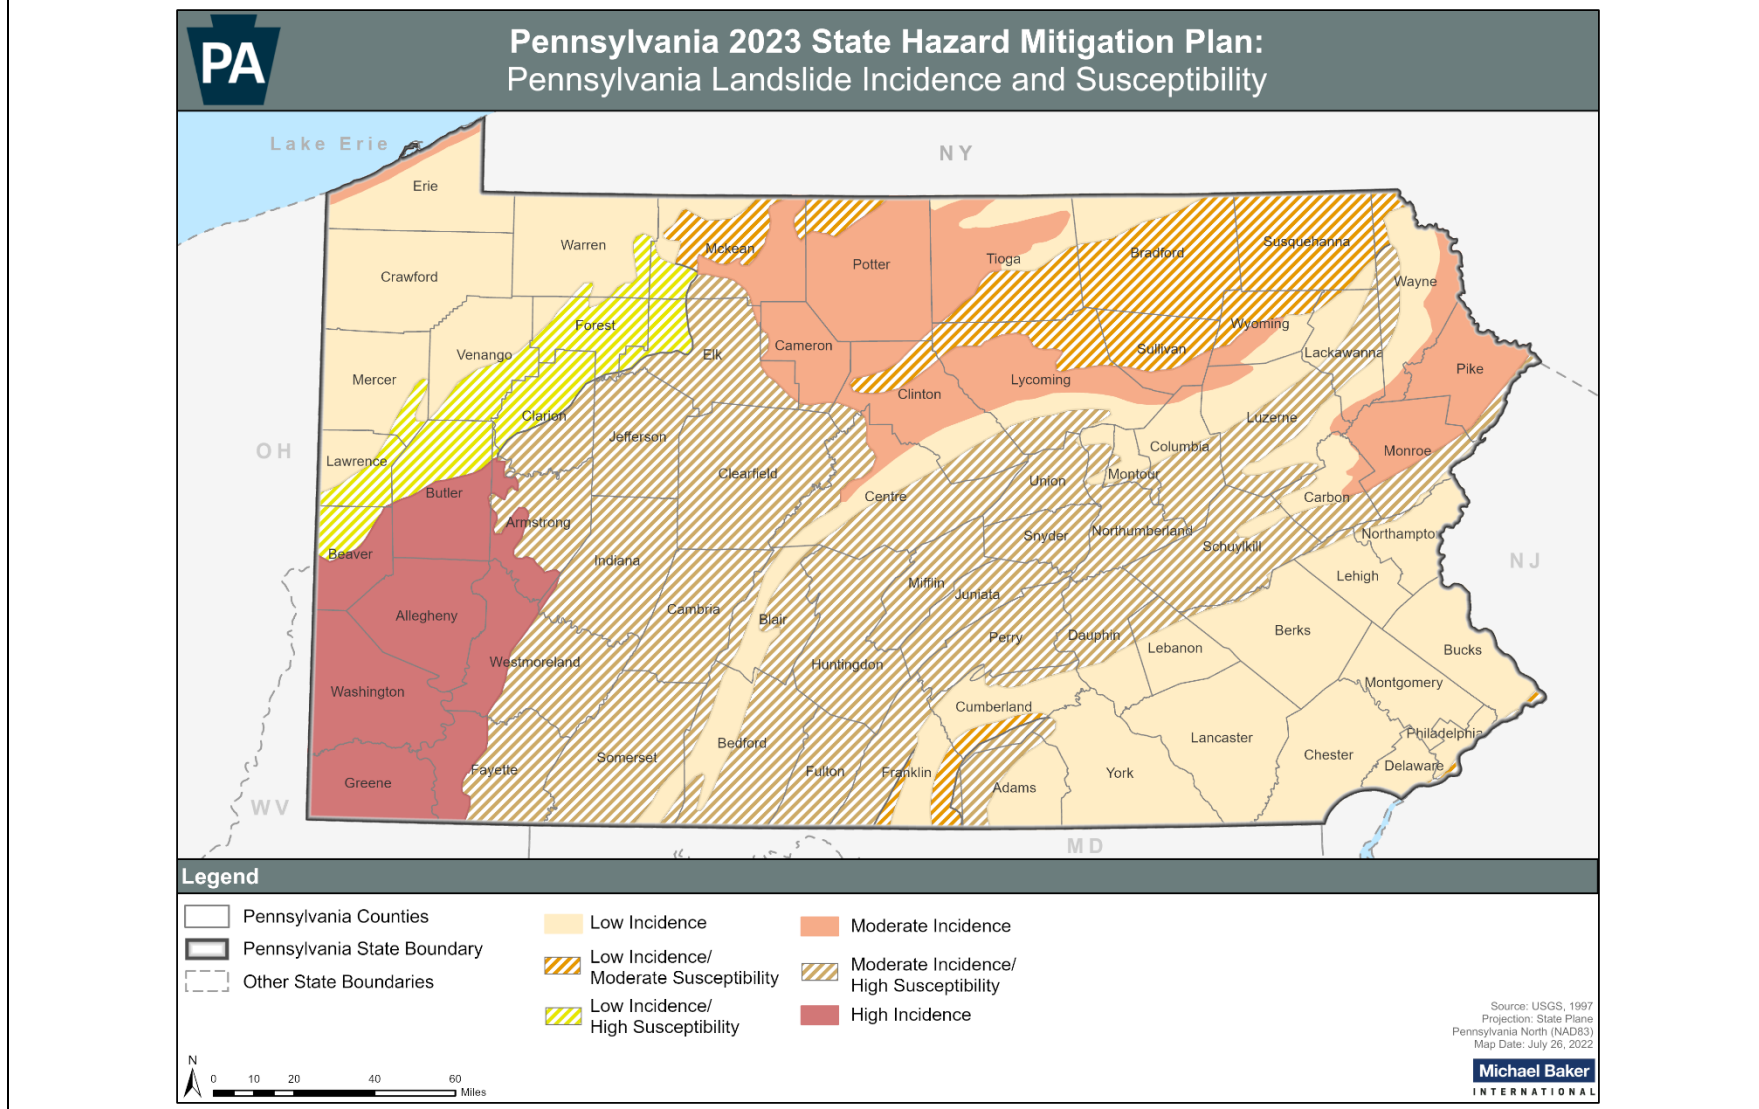 PA
Pennsylvania 2023 State Hazard Mitigation Plan:
Pennsylvania Landslide Incidence and Susceptibility
Lake Erie
NY
Erie
Warren
Mckean
Potter
Tioga
Bradford
Susquehanna
Crawford
Wayne
Forest
Wyoming
Venango
Elk
Cameron
Sullivan
Lackawanna
Mercer
Lycoming
Pike
Clinton
Clarion
Luzerne
Jefferson
Columbia
OH
Lawrence
Clearfield
Montour
Monroe
Union
Butler
Centre
Carbon
Armstrong
Snyder
Northumberland
Northampto
Beaver
Indiana
Schuylkill
NJ
Mifflin
Juniata
Lehigh
Allegheny
Cambria
Blair
Perry
Dauphin
Berks
Westmoreland
Huntingdon
Lebanon
Bucks
Washington
Montgomery
Cumberland
Bedford
Lancaster
Philadelphia
Somerset
Chester
Fayette
Fulton
Franklin
York
Delaware
Greene
Adams
WV
MD
Legend
Pennsylvania Counties
Pennsylvania State Boundary
Other State Boundaries
Low Incidence
Low Incidence/
Moderate Susceptibility
Low Incidence/
High Susceptibility
Moderate Incidence
Moderate Incidence/
High Susceptibility
High Incidence
Source: USGS, 1997
Projection: State Plane
Pennsylvania North (NAD83)
Map Date: July 26, 2022
N
0 10 20 40 60
Miles
Michael Baker
INTERNATIONAL